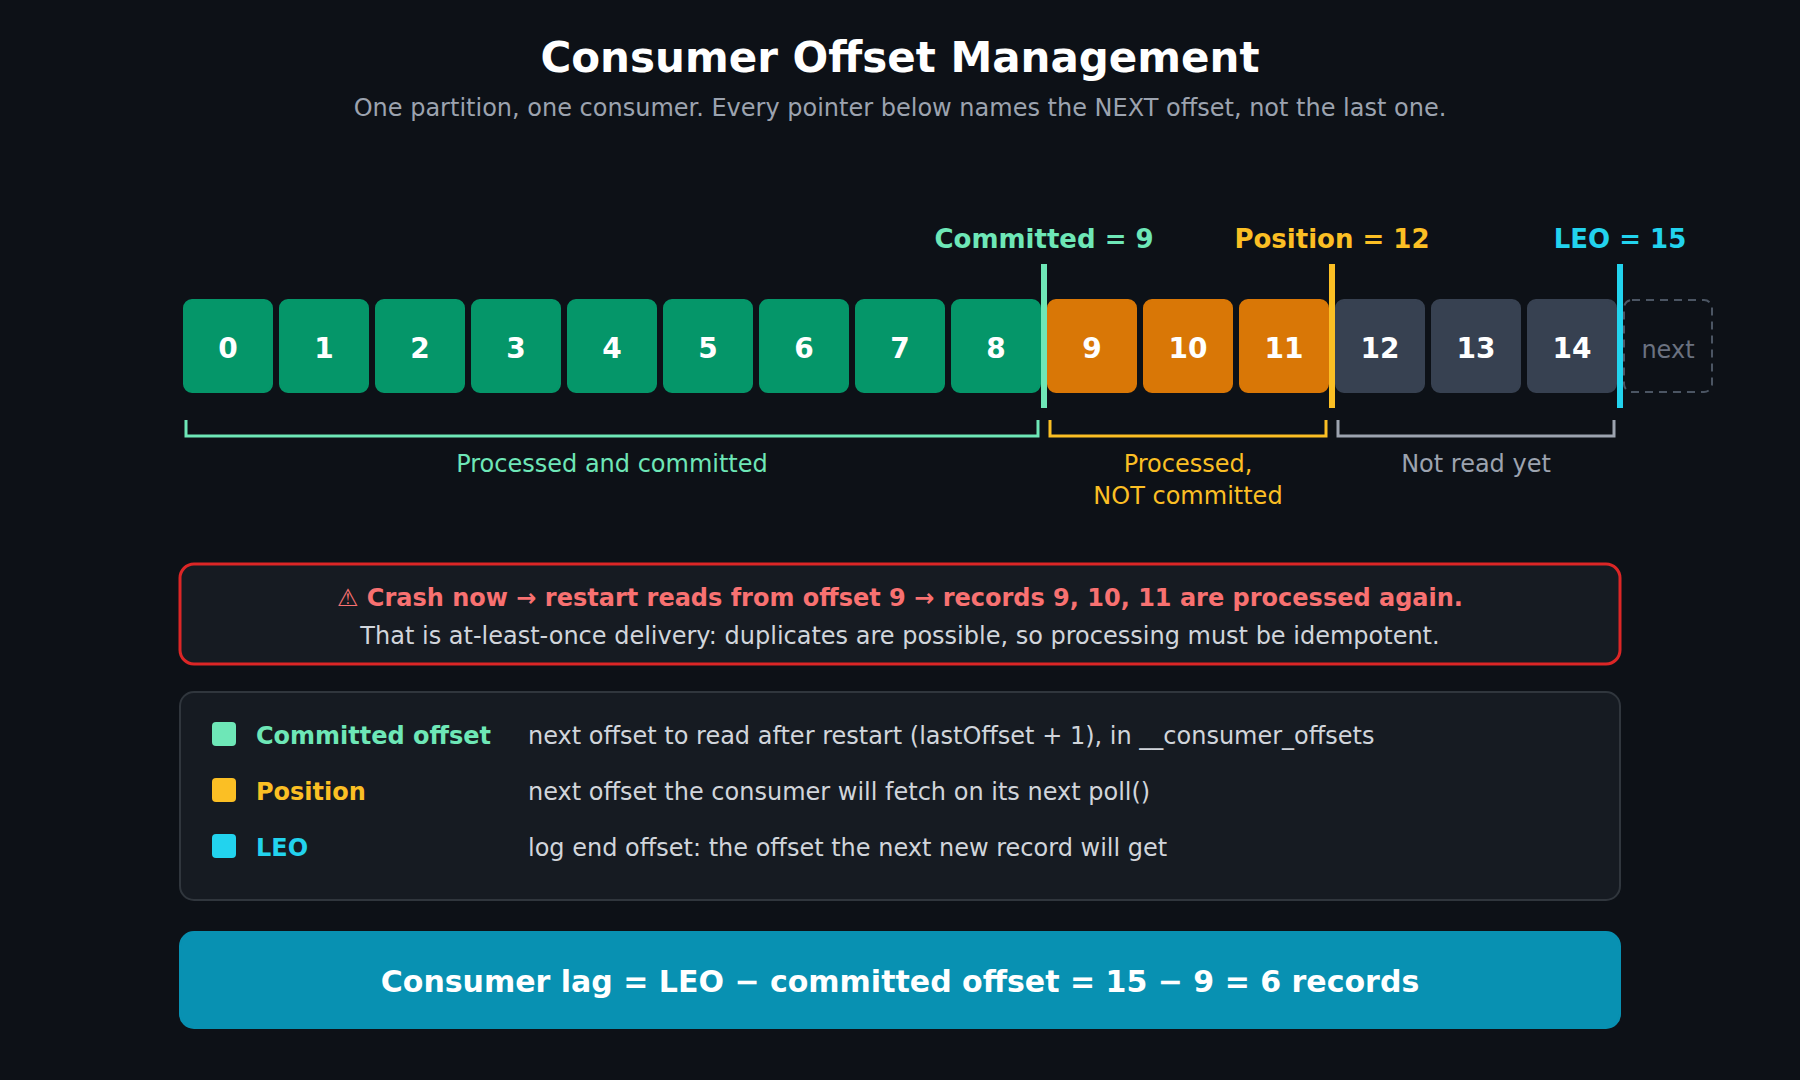 Consumer Offset Management
One partition, one consumer. Every pointer below names the NEXT offset, not the last one.
Committed = 9 Position = 12 LEO = 15
0 1 2 3 4 5 6 7 8 9 10 11 12 13 14 next
Processed and committed
Processed,
NOT committed
Not read yet
⚠ Crash now → restart reads from offset 9 → records 9, 10, 11 are processed again.
That is at-least-once delivery: duplicates are possible, so processing must be idempotent.
Committed offset next offset to read after restart (lastOffset + 1), in __consumer_offsets
Position next offset the consumer will fetch on its next poll()
LEO log end offset: the offset the next new record will get
Consumer lag = LEO − committed offset = 15 − 9 = 6 records